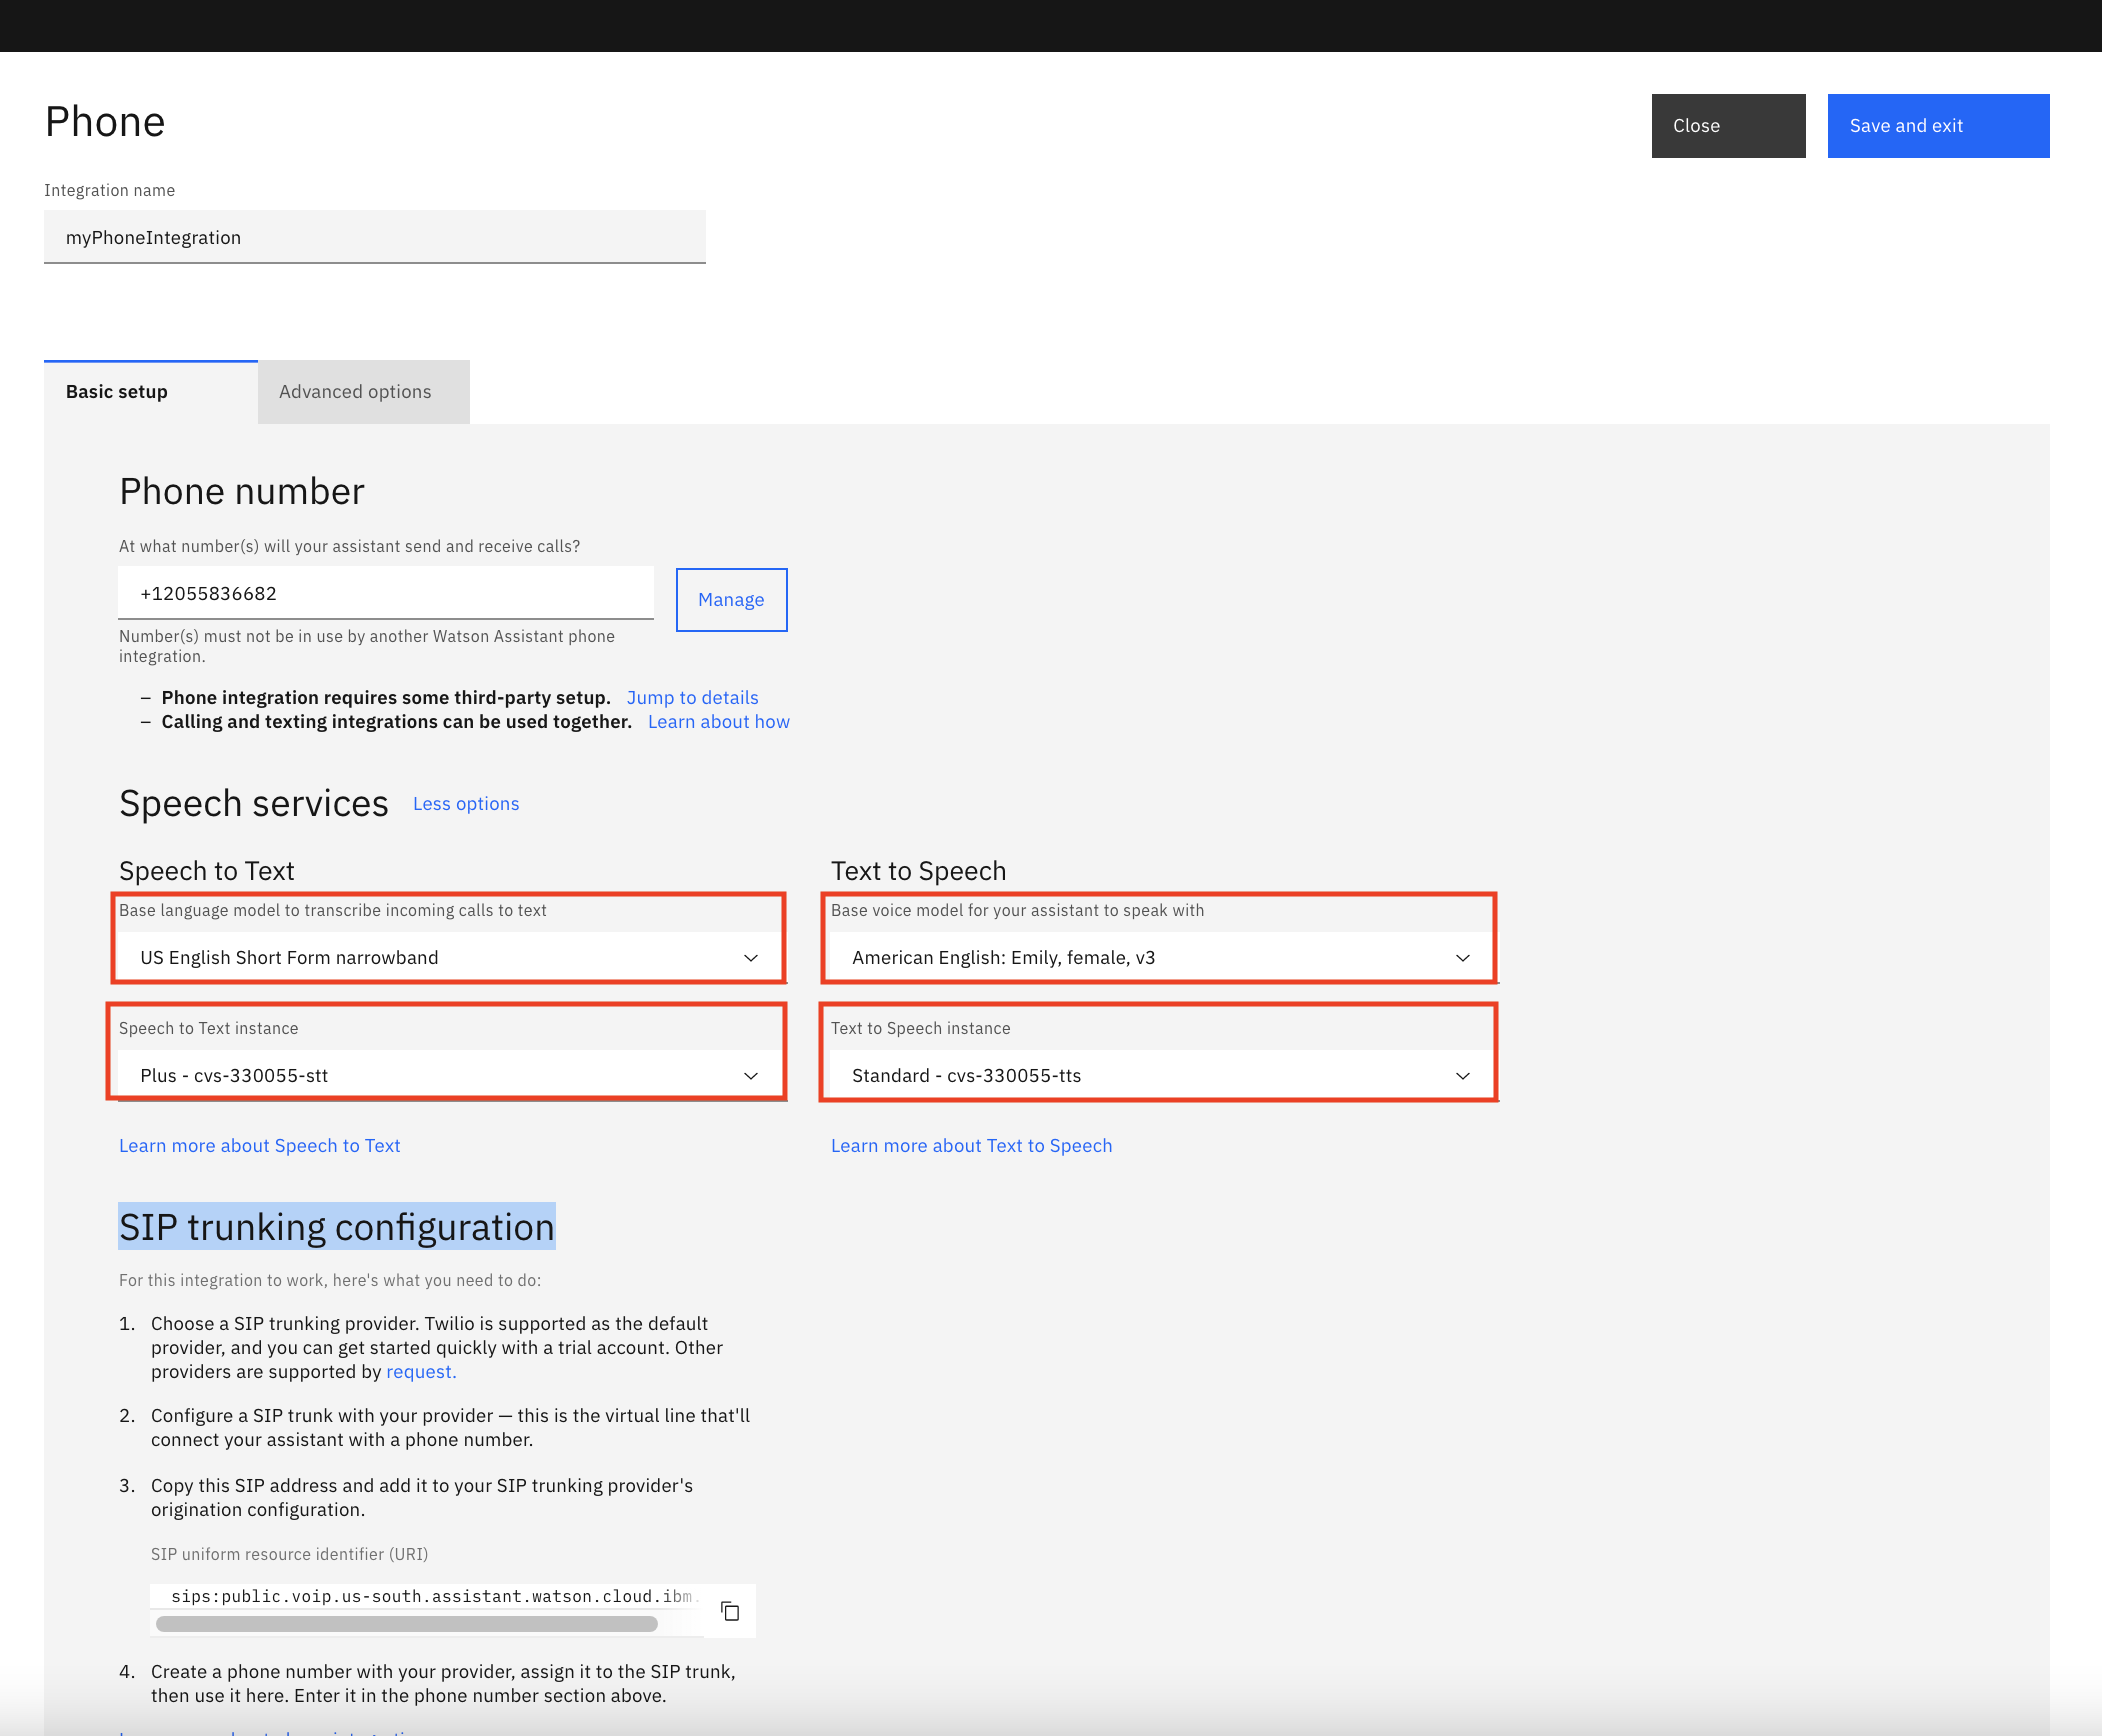 Phone
Close
Save and exit
Integration name
myPhoneIntegration
Basic setup
Advanced options
Phone number
At what number(s) will your assistant send and receive calls?
+12055836682
Manage
Number(s) must not be in use by another Watson Assistant phone
integration.
– Phone integration requires some third-party setup. Jump to details
– Calling and texting integrations can be used together. Learn about how
Speech services Less options
Speech to Text
Base language model to transcribe incoming calls to text
US English Short Form narrowband
Speech to Text instance
Plus - cvs-330055-stt
Learn more about Speech to Text
Text to Speech
Base voice model for your assistant to speak with
American English: Emily, female, v3
Text to Speech instance
Standard - cvs-330055-tts
Learn more about Text to Speech
SIP trunking configuration
For this integration to work, here's what you need to do:
1. Choose a SIP trunking provider. Twilio is supported as the default
provider, and you can get started quickly with a trial account. Other
providers are supported by request.
2. Configure a SIP trunk with your provider — this is the virtual line that'll
connect your assistant with a phone number.
3. Copy this SIP address and add it to your SIP trunking provider's
origination configuration.
SIP uniform resource identifier (URI)
sips:public.voip.us-south.assistant.watson.cloud.ibm.
4. Create a phone number with your provider, assign it to the SIP trunk,
then use it here. Enter it in the phone number section above.